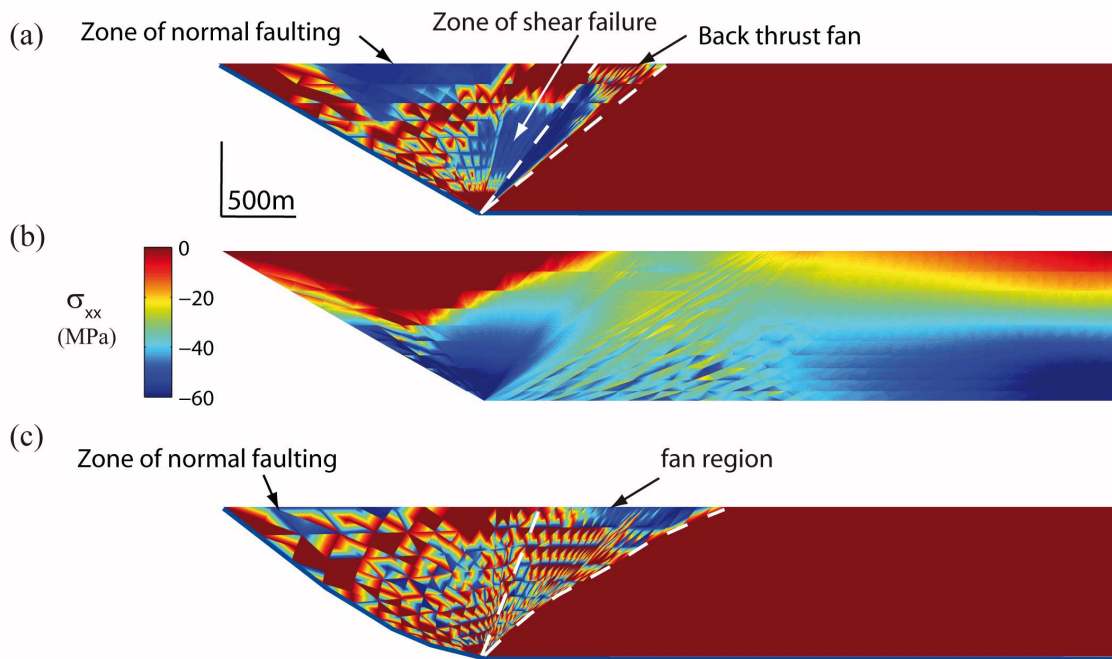 (a)
Zone of normal faulting
Zone of shear failure
Back thrust fan
500m
(b)
σxx
(MPa)
0
−20
−40
−60
(c)
Zone of normal faulting
fan region